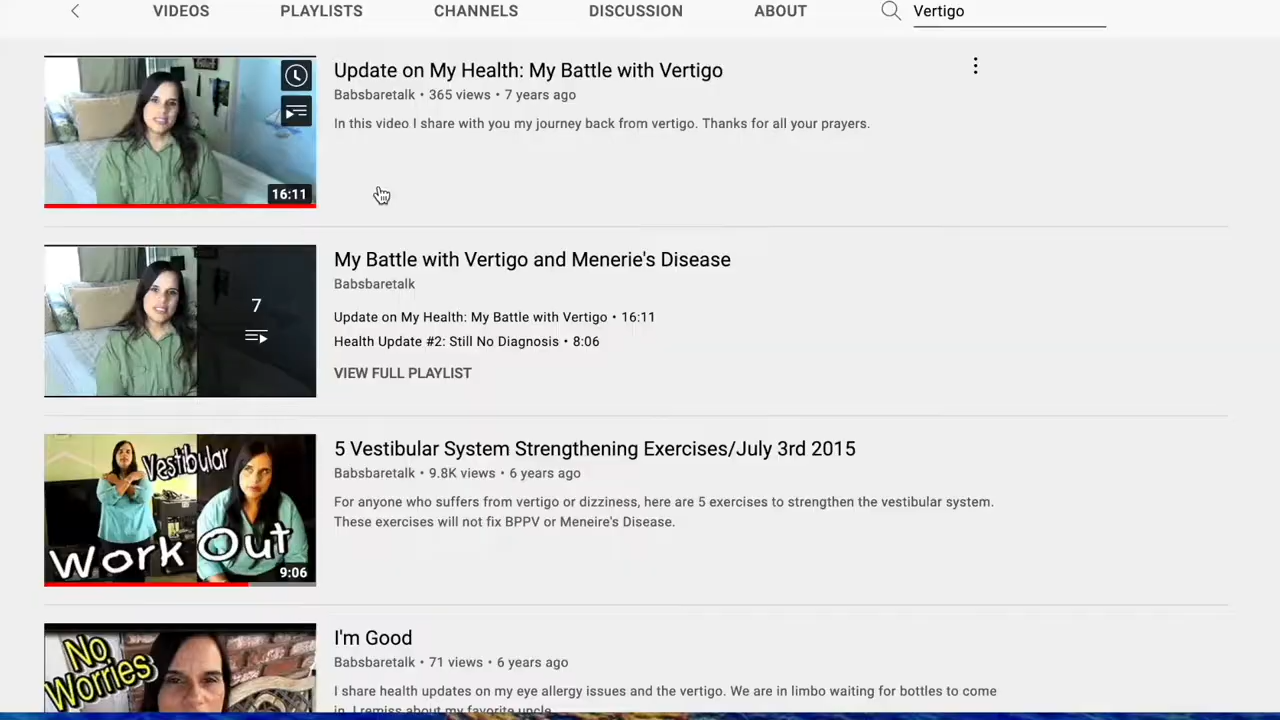 VIDEOS PLAYLISTS CHANNELS DISCUSSION ABOUT Vertigo
Update on My Health: My Battle with Vertigo
Babsbaretalk • 365 views • 7 years ago
In this video I share with you my journey back from vertigo. Thanks for all your prayers.
16:11
My Battle with Vertigo and Menerie's Disease
Babsbaretalk
7
Update on My Health: My Battle with Vertigo • 16:11
Health Update #2: Still No Diagnosis • 8:06
VIEW FULL PLAYLIST
Vestibular
Work Out
9:06
5 Vestibular System Strengthening Exercises/July 3rd 2015
Babsbaretalk • 9.8K views • 6 years ago
For anyone who suffers from vertigo or dizziness, here are 5 exercises to strengthen the vestibular system.
These exercises will not fix BPPV or Meneire's Disease.
No
Worries
I'm Good
Babsbaretalk • 71 views • 6 years ago
I share health updates on my eye allergy issues and the vertigo. We are in limbo waiting for bottles to come
in. I remiss about my favorite uncle.